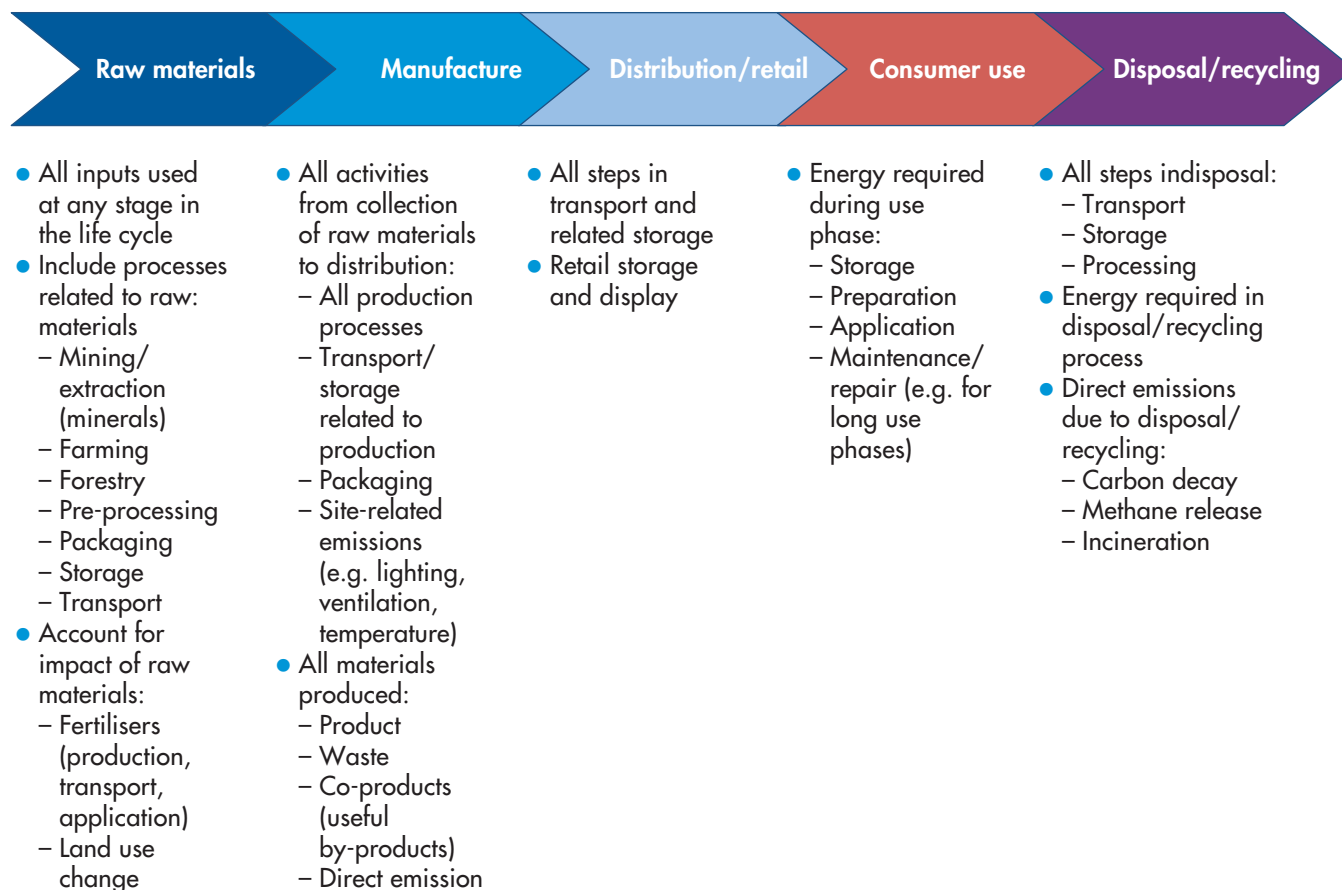 Raw materials
Manufacture
Distribution/retail
Consumer use
Disposal/recycling
● All inputs used
at any stage in
the life cycle
● Include processes
related to raw:
materials
– Mining/
extraction
(minerals)
– Farming
– Forestry
– Pre-processing
– Packaging
– Storage
– Transport
● Account for
impact of raw
materials:
– Fertilisers
(production,
transport,
application)
– Land use
change
● All activities
from collection
of raw materials
to distribution:
– All production
processes
– Transport/
storage
related to
production
– Packaging
– Site-related
emissions
(e.g. lighting,
ventilation,
temperature)
● All materials
produced:
– Product
– Waste
– Co-products
(useful
by-products)
– Direct emission
● All steps in
transport and
related storage
● Retail storage
and display
● Energy required
during use
phase:
– Storage
– Preparation
– Application
– Maintenance/
repair (e.g. for
long use
phases)
● All steps indisposal:
– Transport
– Storage
– Processing
● Energy required in
disposal/recycling
process
● Direct emissions
due to disposal/
recycling:
– Carbon decay
– Methane release
– Incineration